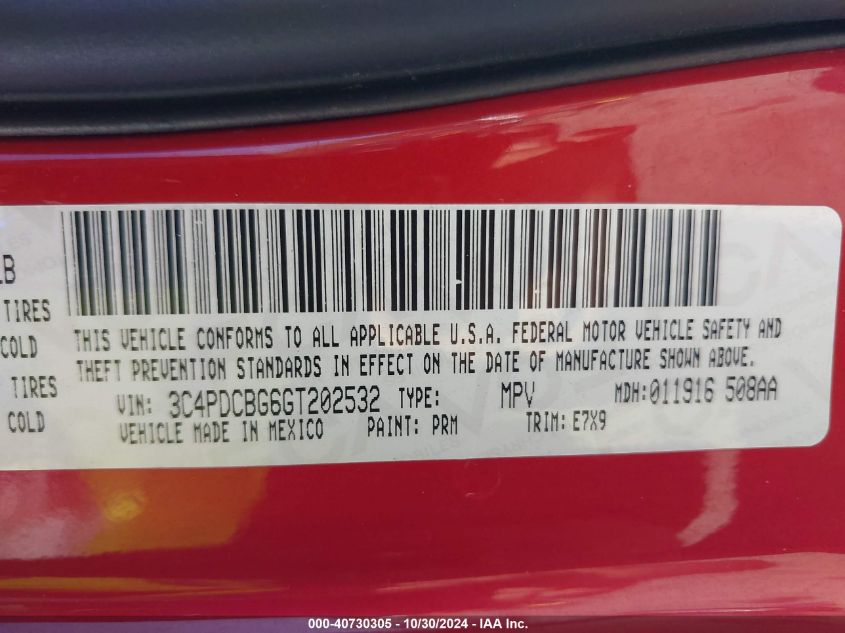 LB
TIRES
COLD
TIRES
COLD
THIS VEHICLE CONFORMS TO ALL APPLICABLE U.S.A. FEDERAL MOTOR VEHICLE SAFETY AND
THEFT PREVENTION STANDARDS IN EFFECT ON THE DATE OF MANUFACTURE SHOWN ABOVE.
VIN: 3C4PDCBG6GT202532 TYPE: MPV MDH:011916 508AA
VEHICLE MADE IN MEXICO PAINT: PRM TRIM: E7X9
000-40730305 - 10/30/2024 - IAA Inc.